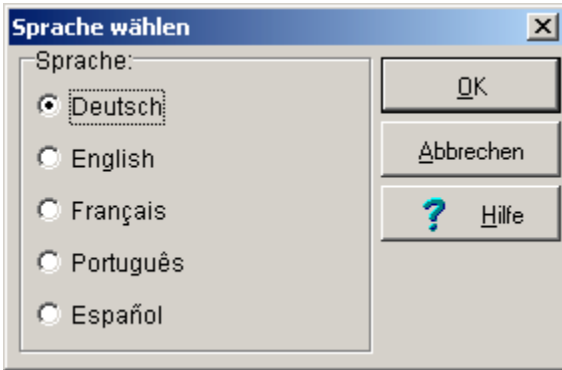 Sprache wählen
Sprache:
Deutsch
English
Français
Português
Español
OK
Abbrechen
? Hilfe